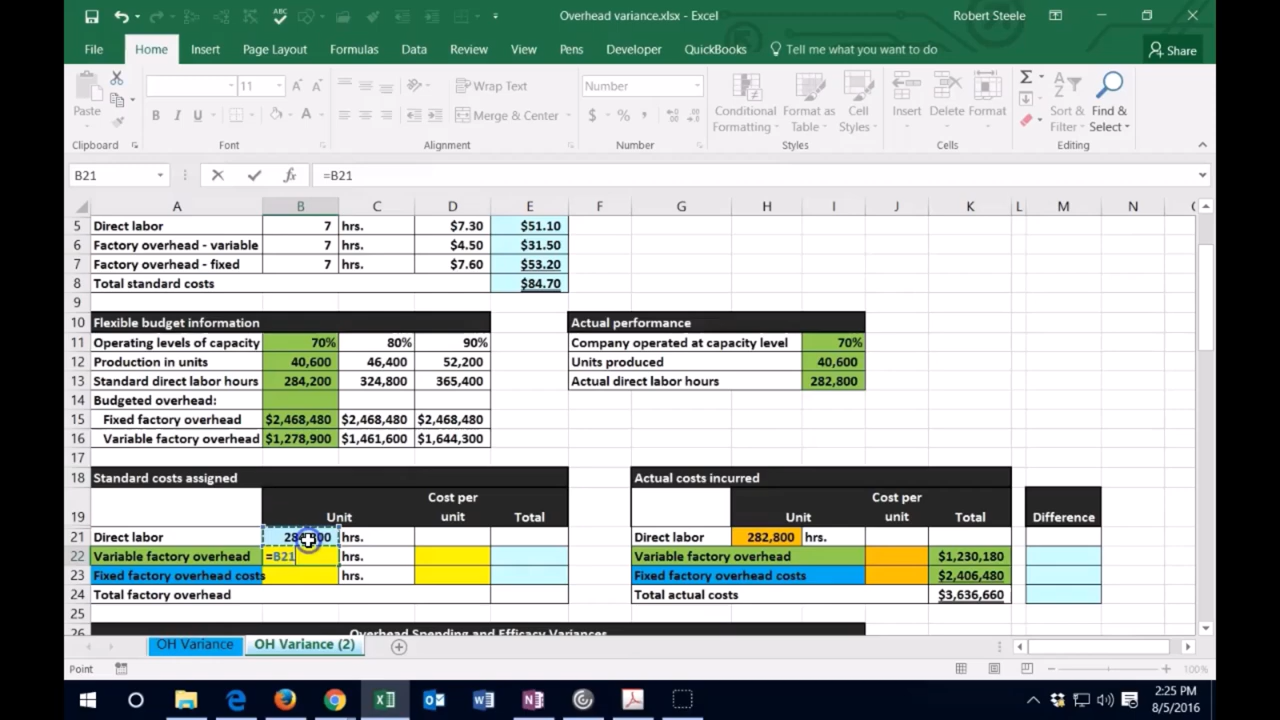 Overhead variance.xlsx - Excel
Robert Steele
File Home Insert Page Layout Formulas Data Review View Pens Developer QuickBooks Tell me what you want to do Share
11 Wrap Text Number
Paste B I U Merge & Center $ % Conditional Formatting Format as Table Cell Styles Insert Delete Format Sort & Filter Find & Select
Clipboard Font Alignment Number Styles Cells Editing
B21 fx =B21
A B C D E F G H I J K L M N
5 Direct labor 7 hrs. $7.30 $51.10
6 Factory overhead - variable 7 hrs. $4.50 $31.50
7 Factory overhead - fixed 7 hrs. $7.60 $53.20
8 Total standard costs $84.70
9
10 Flexible budget information Actual performance
11 Operating levels of capacity 70% 80% 90% Company operated at capacity level 70%
12 Production in units 40,600 46,400 52,200 Units produced 40,600
13 Standard direct labor hours 284,200 324,800 365,400 Actual direct labor hours 282,800
14 Budgeted overhead:
15 Fixed factory overhead $2,468,480 $2,468,480 $2,468,480
16 Variable factory overhead $1,278,900 $1,461,600 $1,644,300
17
18 Standard costs assigned Actual costs incurred
19 Unit Cost per unit Total Unit Cost per unit Total Difference
21 Direct labor hrs. Direct labor 282,800 hrs.
22 Variable factory overhead =B21 hrs. Variable factory overhead $1,230,180
23 Fixed factory overhead costs hrs. Fixed factory overhead costs $2,406,480
24 Total factory overhead Total actual costs $3,636,660
25
26 Overhead Spending and Efficacy Variances
OH Variance OH Variance (2)
Point 100%
2:25 PM
8/5/2016